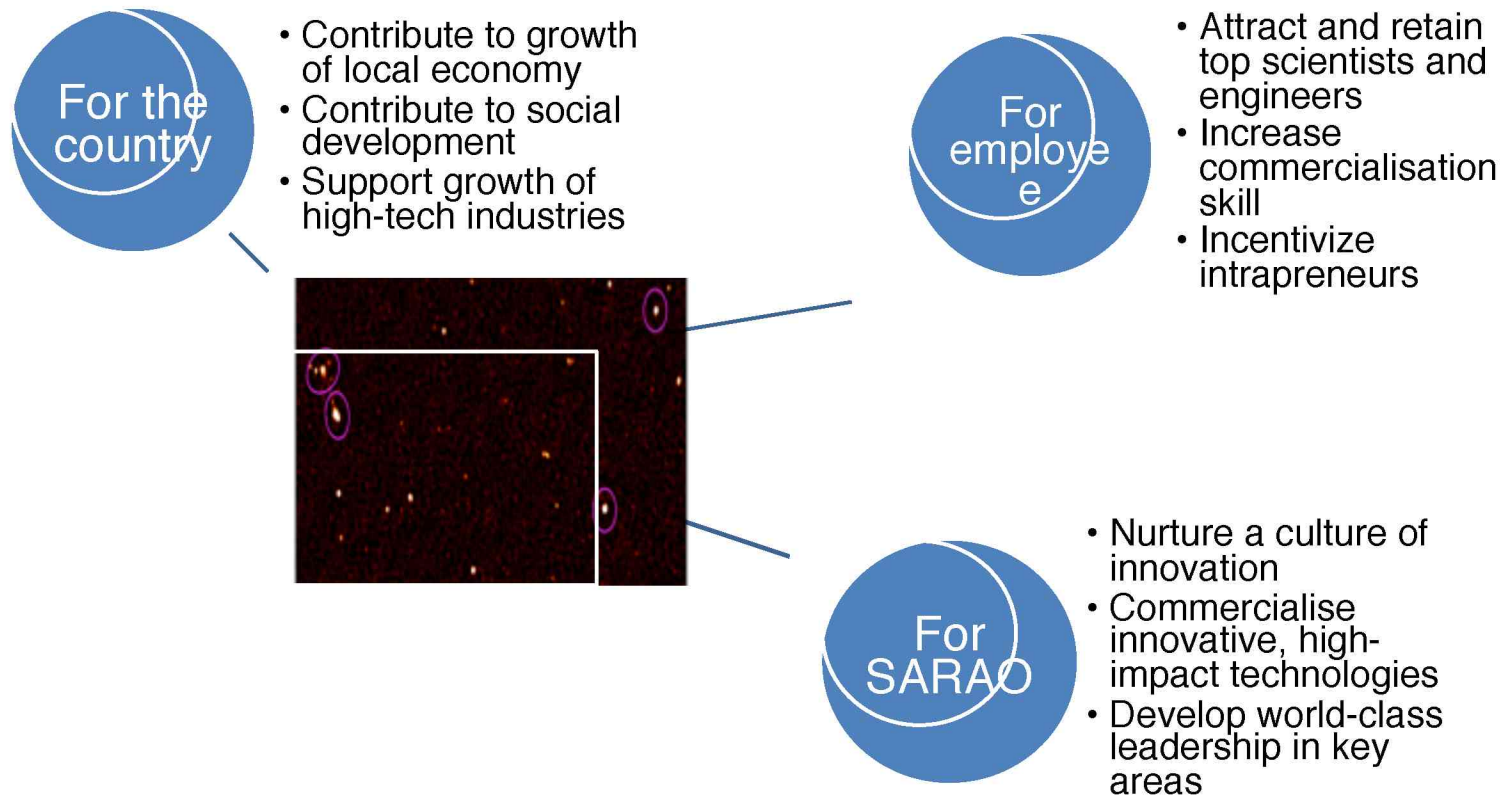 For the
country
• Contribute to growth
of local economy
• Contribute to social
development
• Support growth of
high-tech industries
For
employe
e
• Attract and retain
top scientists and
engineers
• Increase
commercialisation
skill
• Incentivize
intrapreneurs
For
SARAO
• Nurture a culture of
innovation
• Commercialise
innovative, high-
impact technologies
• Develop world-class
leadership in key
areas